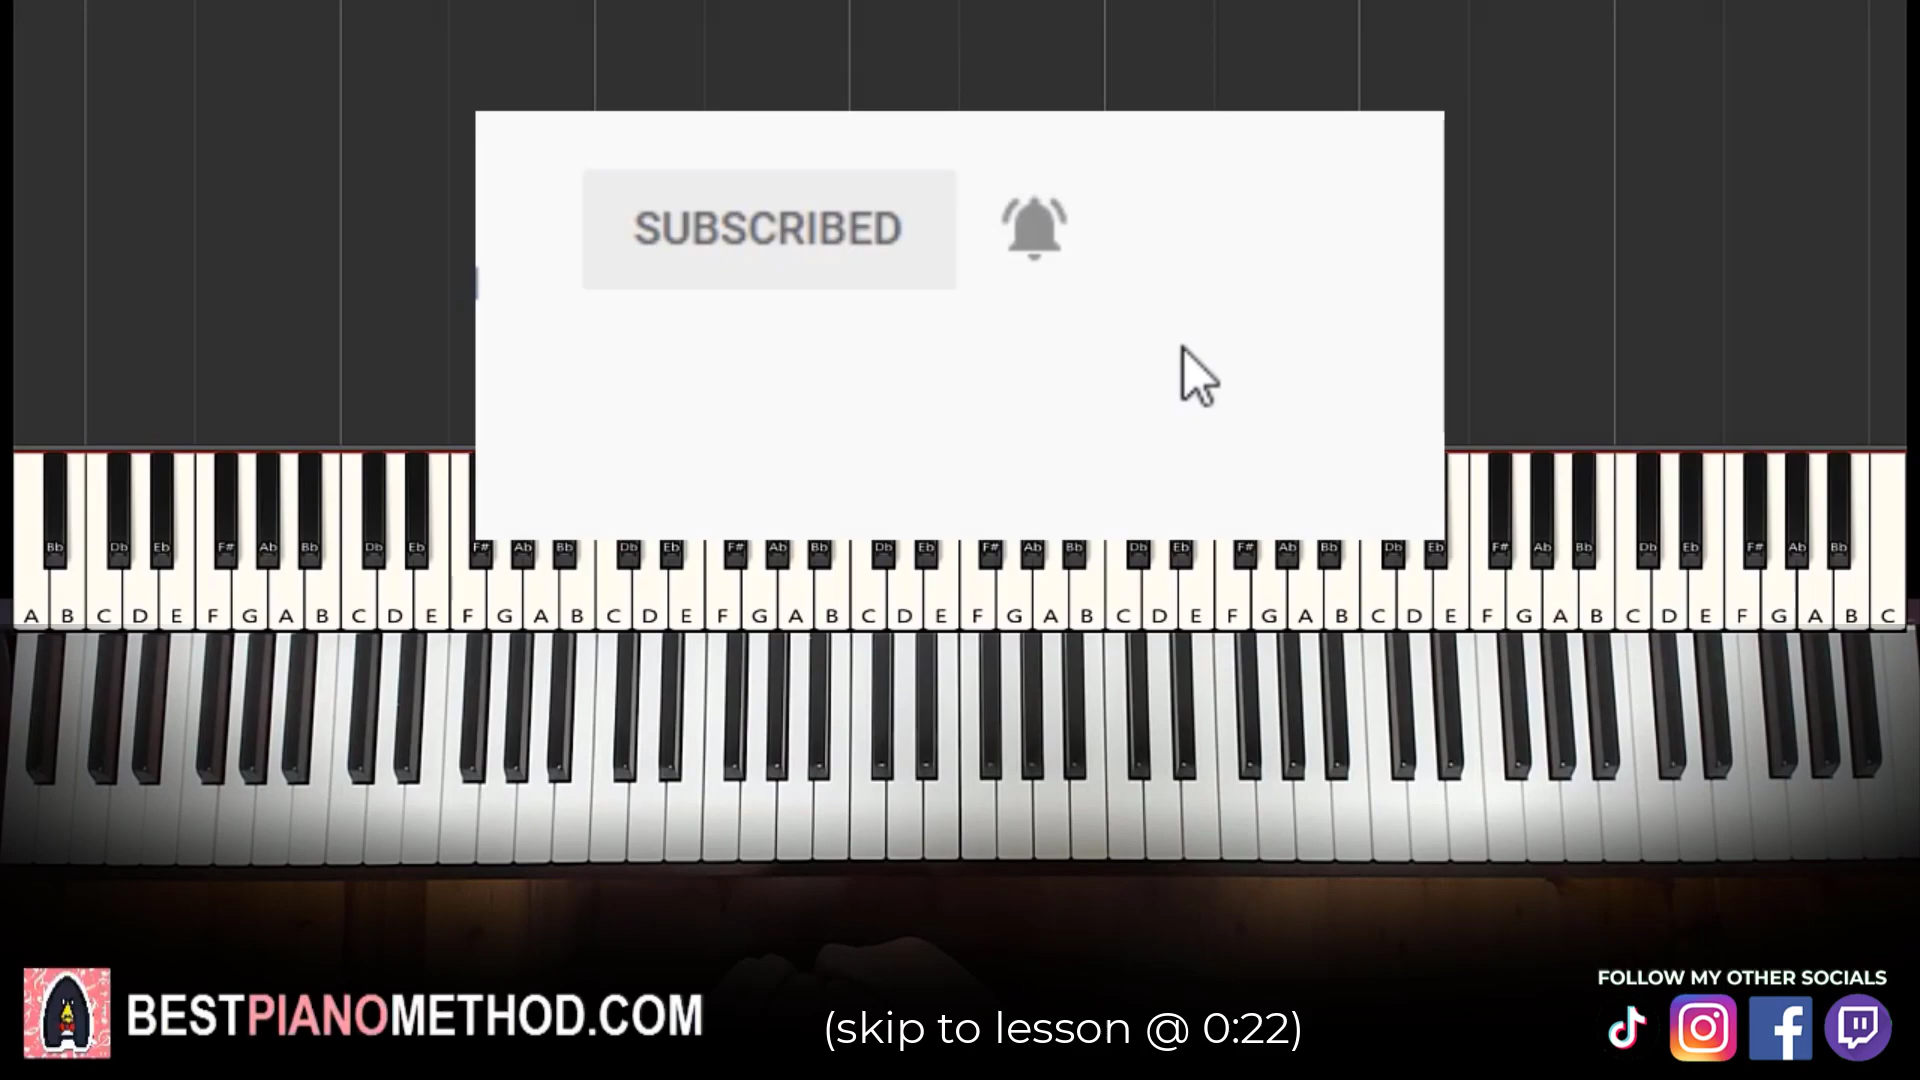 SUBSCRIBED
Bb Db Eb F# Ab Bb Db Eb F# Ab Bb Db Eb F# Ab Bb Db Eb F# Ab Bb Db Eb F# Ab Bb Db Eb F# Ab Bb Db Eb F# Ab Bb
A B C D E F G A B C D E F G A B C D E F G A B C D E F G A B C D E F G A B C D E F G A B C D E F G A B C
FOLLOW MY OTHER SOCIALS
BESTPIANOMETHOD.COM
(skip to lesson @ 0:22)